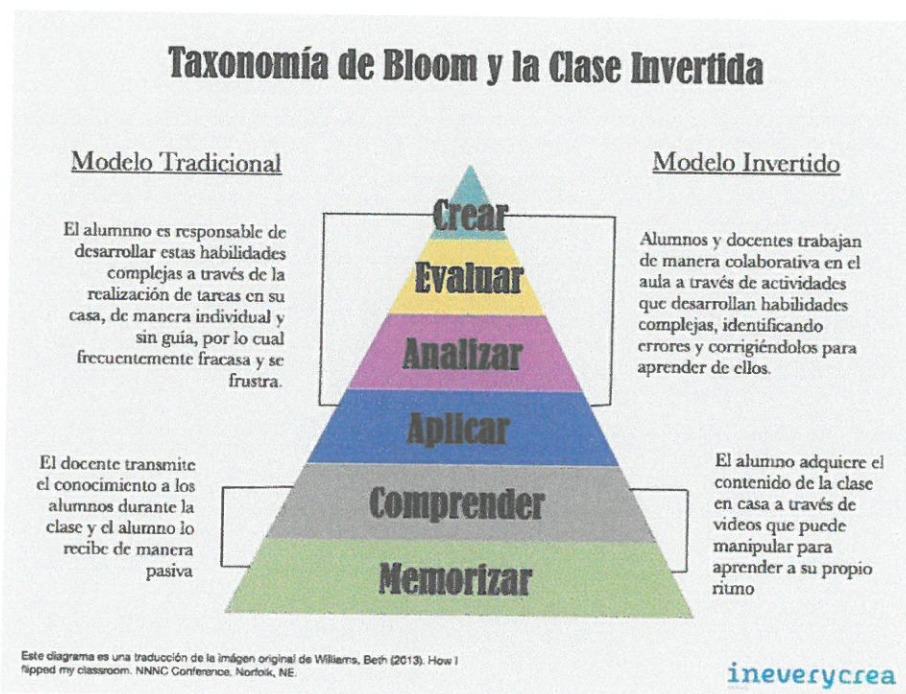 Taxonomía de Bloom y la Clase Invertida
Modelo Tradicional
El alumnno es responsable de
desarrollar estas habilidades
complejas a través de la
realización de tareas en su
casa, de manera individual y
sin guía, por lo cual
frecuentemente fracasa y se
frustra.
El docente transmite
el conocimiento a los
alumnos durante la
clase y el alumno lo
recibe de manera
pasiva
Crear
Evaluar
Analizar
Aplicar
Comprender
Memorizar
Modelo Invertido
Alumnos y docentes trabajan
de manera colaborativa en el
aula a través de actividades
que desarrollan habilidades
complejas, identificando
errores y corrigiéndolos para
aprender de ellos.
El alumno adquiere el
contenido de la clase
en casa a través de
videos que puede
manipular para
aprender a su propio
ritmo
Este diagrama es una traducción de la imágen original de Williams, Beth (2013). How I
flipped my classroom. NNNC Conference, Norfolk, NE.
ineverycrea